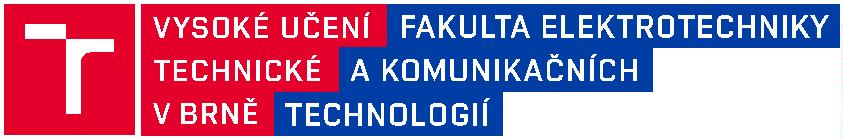 VYSOKÉ UČENÍ FAKULTA ELEKTROTECHNIKY
TECHNICKÉ A KOMUNIKAČNÍCH
V BRNĚ TECHNOLOGIÍ